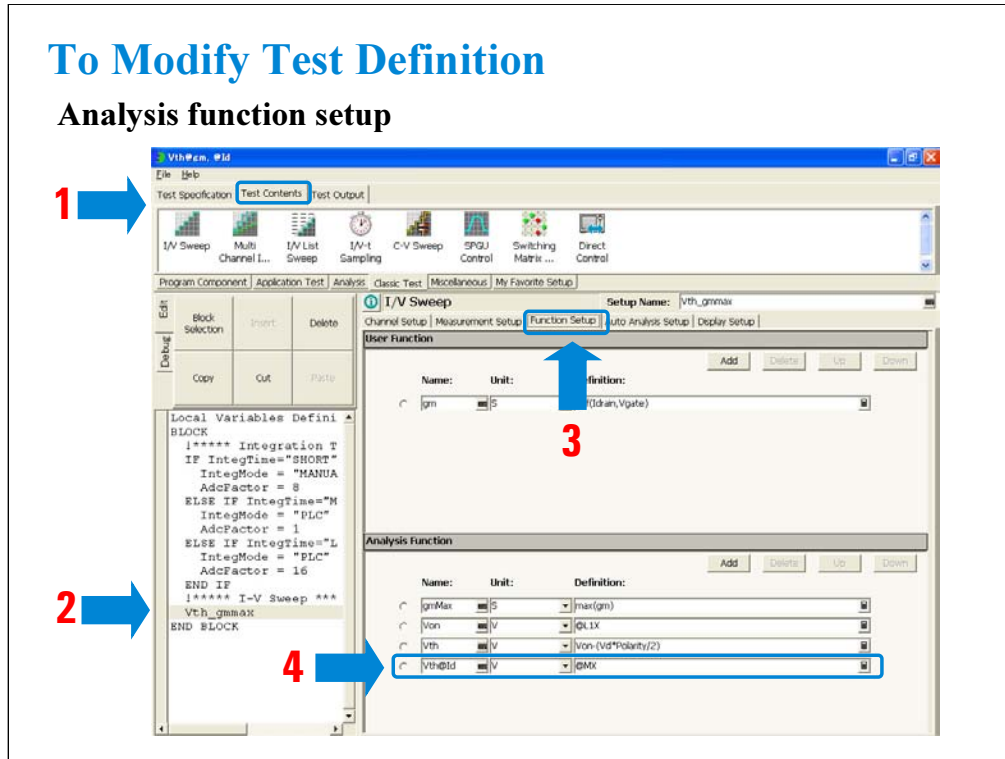 To Modify Test Definition
Analysis function setup
Vth@gm, @Id
File Help
1
Test Specification Test Contents Test Output
I/V Sweep Multi Channel I... I/V List Sweep I/V-t Sampling C-V Sweep SPGU Control Switching Matrix ... Direct Control
Program Component Application Test Analysis Classic Test Miscellaneous My Favorite Setup
Edit
Debug
Block Selection Insert Delete
Copy Cut Paste
I/V Sweep Setup Name: Vth_gmmax
Channel Setup Measurement Setup Function Setup Auto Analysis Setup Display Setup
User Function
Add Delete Up Down
Name: Unit: Definition:
gm S (Idrain,Vgate)
3
Local Variables Defini
BLOCK
!***** Integration T
IF IntegTime="SHORT"
IntegMode = "MANUA
AdcFactor = 8
ELSE IF IntegTime="M
IntegMode = "PLC"
AdcFactor = 1
ELSE IF IntegTime="L
IntegMode = "PLC"
AdcFactor = 16
END IF
!***** I-V Sweep ***
2
Vth_gmmax
END BLOCK
Analysis Function
Add Delete Up Down
Name: Unit: Definition:
gmMax S max(gm)
Von V @L1X
Vth V Von-(Vd*Polarity/2)
4
Vth@Id V @MX